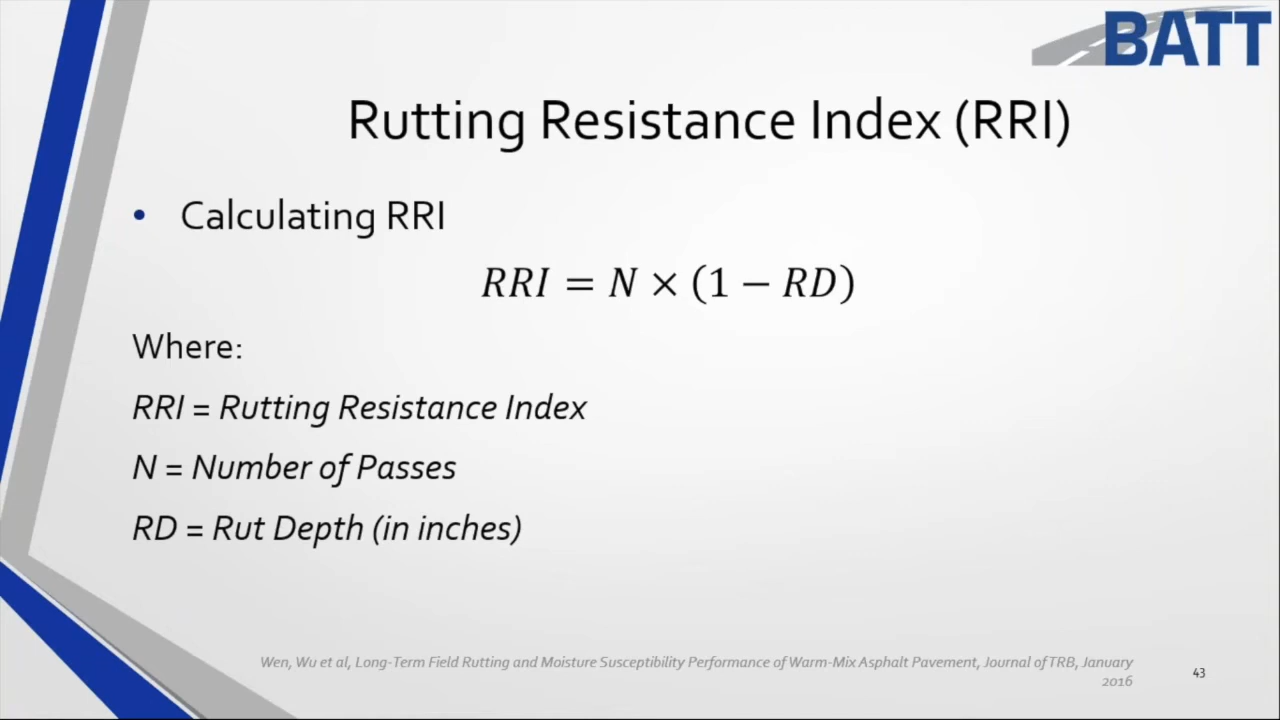 BATT
Rutting Resistance Index (RRI)
• Calculating RRI
RRI = N × (1 − RD)
Where:
RRI = Rutting Resistance Index
N = Number of Passes
RD = Rut Depth (in inches)
Wen, Wu et al, Long-Term Field Rutting and Moisture Susceptibility Performance of Warm-Mix Asphalt Pavement, Journal of TRB, January
2016
43